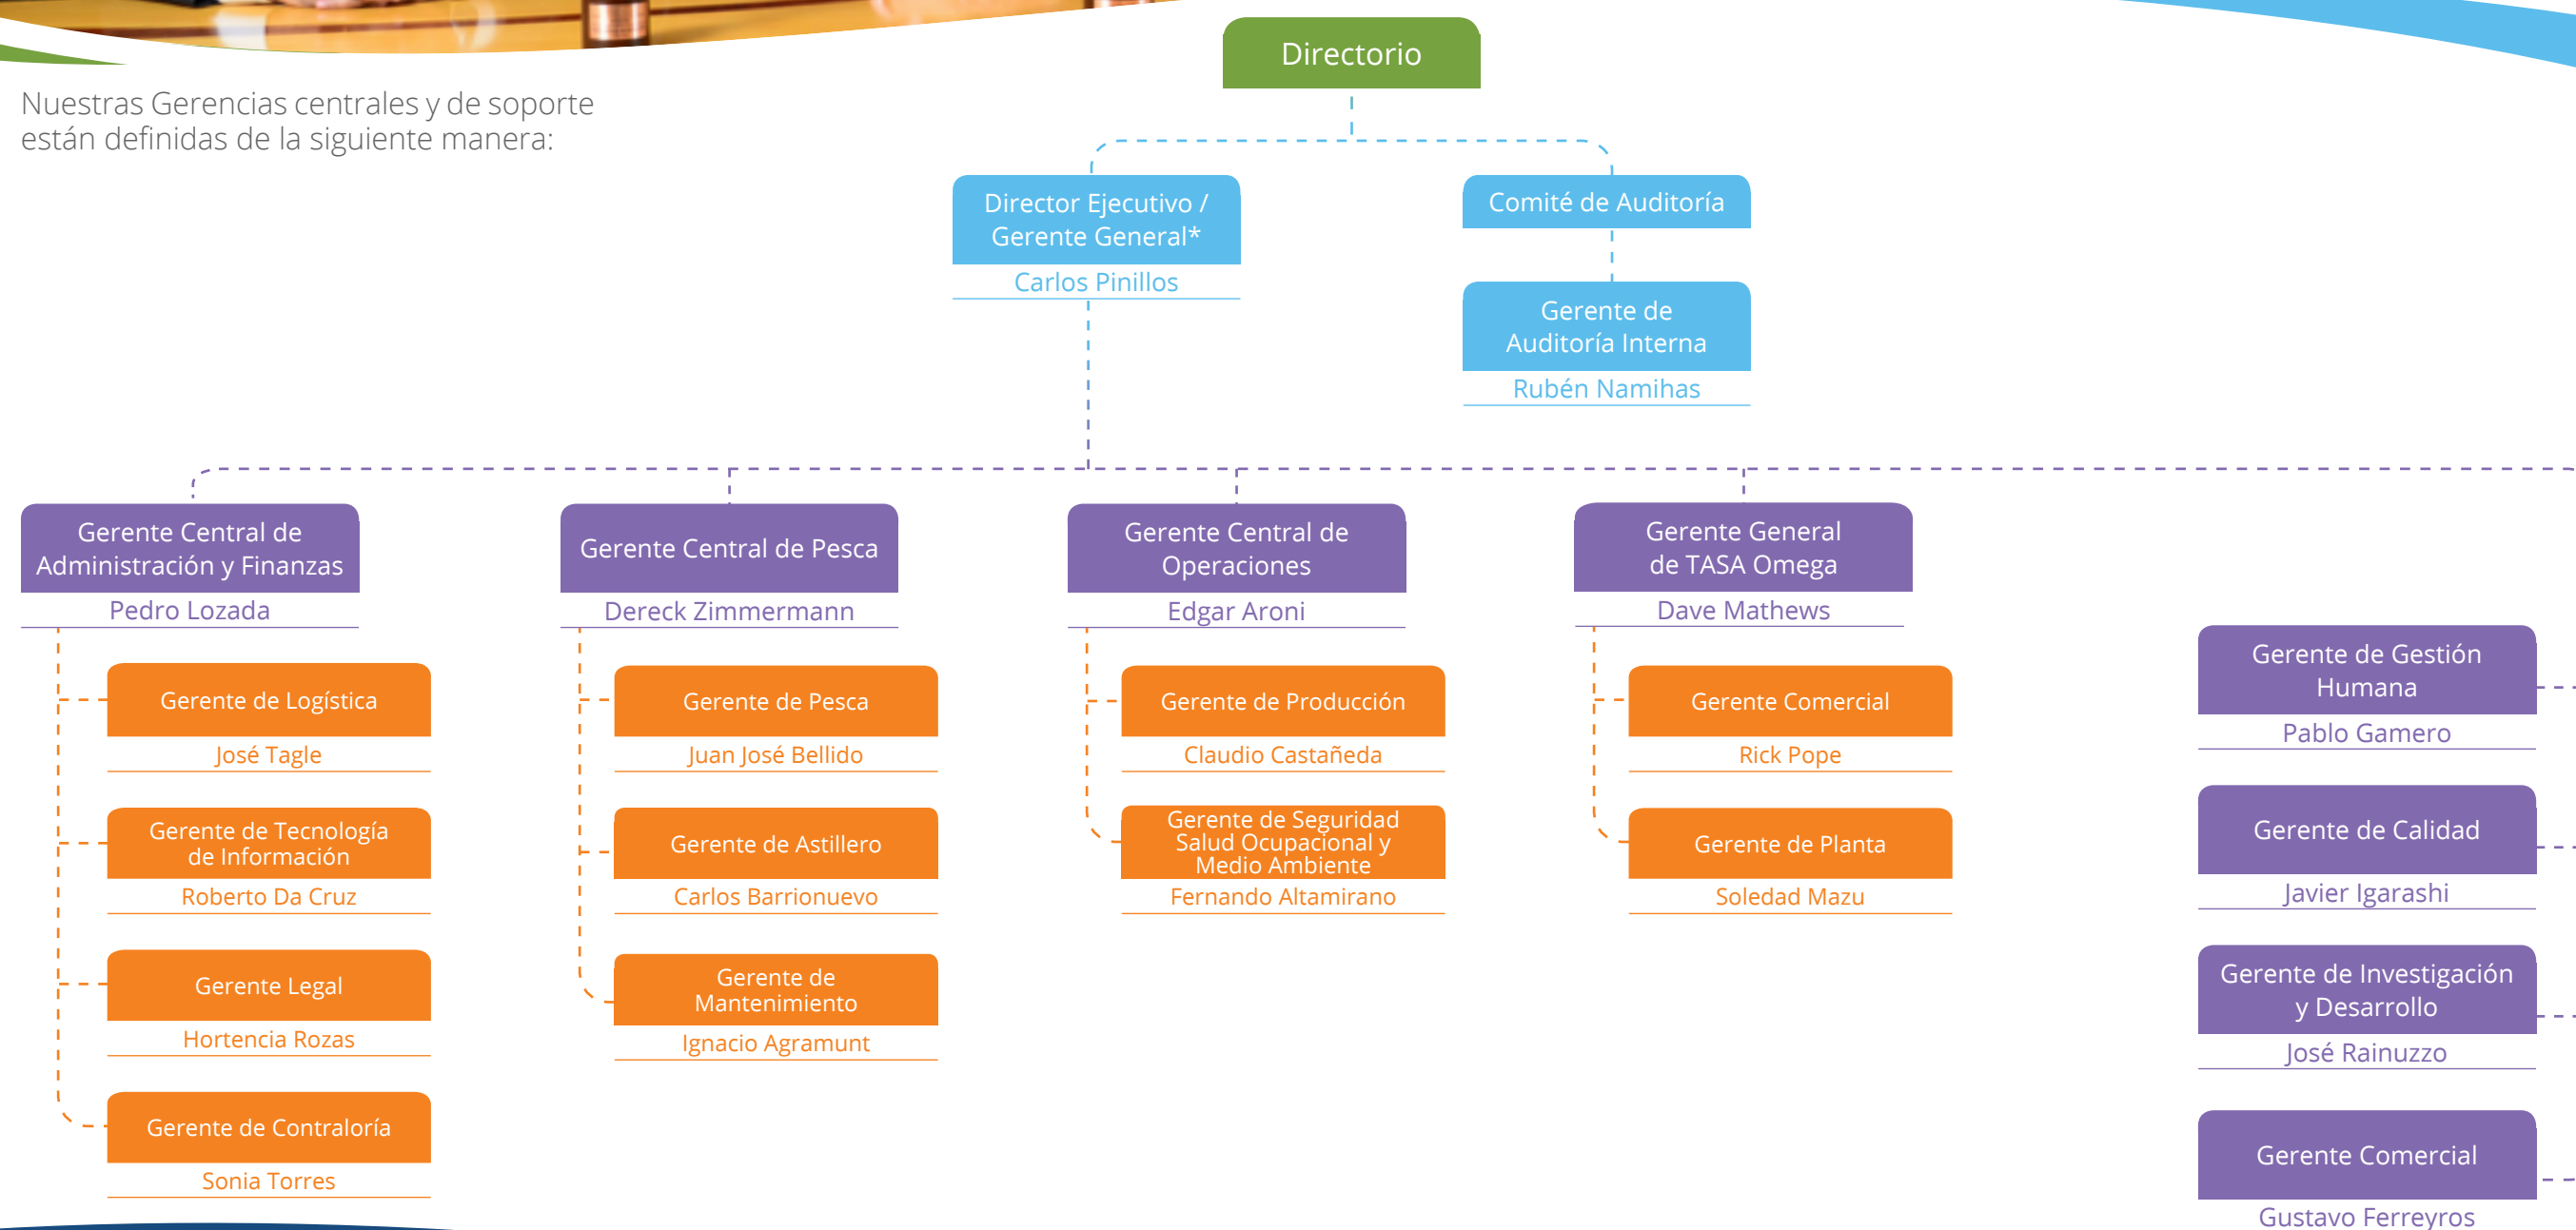 Directorio
Nuestras Gerencias centrales y de soporte
están definidas de la siguiente manera:
Director Ejecutivo /
Gerente General*
Carlos Pinillos
Comité de Auditoría
Gerente de
Auditoría Interna
Rubén Namihas
Gerente Central de
Administración y Finanzas
Pedro Lozada
Gerente de Logística
José Tagle
Gerente de Tecnología
de Información
Roberto Da Cruz
Gerente Legal
Hortencia Rozas
Gerente de Contraloría
Sonia Torres
Gerente Central de Pesca
Dereck Zimmermann
Gerente de Pesca
Juan José Bellido
Gerente de Astillero
Carlos Barrionuevo
Gerente de
Mantenimiento
Ignacio Agramunt
Gerente Central de
Operaciones
Edgar Aroni
Gerente de Producción
Claudio Castañeda
Gerente de Seguridad
Salud Ocupacional y
Medio Ambiente
Fernando Altamirano
Gerente General
de TASA Omega
Dave Mathews
Gerente Comercial
Rick Pope
Gerente de Planta
Soledad Mazu
Gerente de Gestión
Humana
Pablo Gamero
Gerente de Calidad
Javier Igarashi
Gerente de Investigación
y Desarrollo
José Rainuzzo
Gerente Comercial
Gustavo Ferreyros